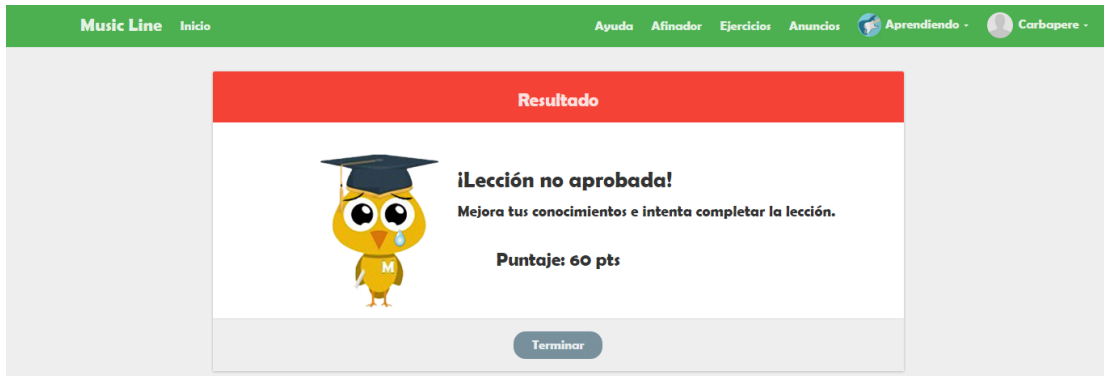 Music Line Inicio Ayuda Afinador Ejercicios Anuncios Aprendiendo Carbapere
Resultado
¡Lección no aprobada!
Mejora tus conocimientos e intenta completar la lección.
Puntaje: 60 pts
M
Terminar